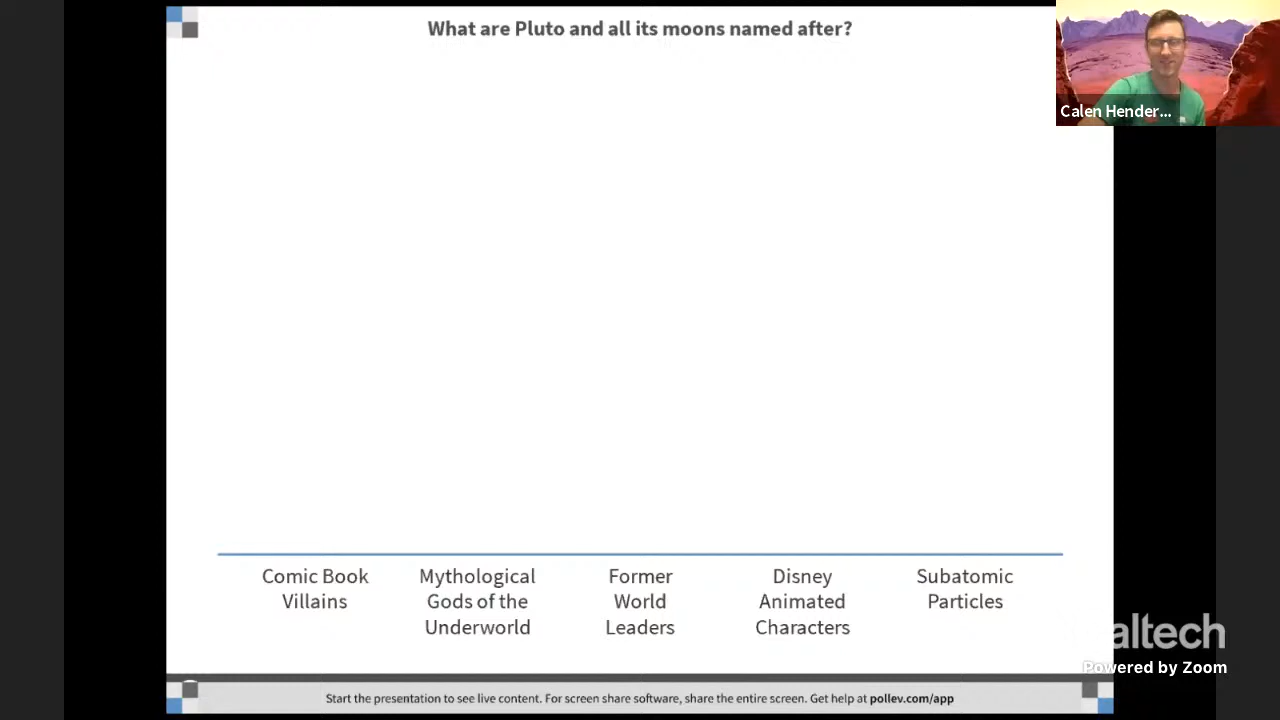 What are Pluto and all its moons named after?
Calen Hender...
Comic Book
Villains
Mythological
Gods of the
Underworld
Former
World
Leaders
Disney
Animated
Characters
Subatomic
Particles
altech
Powered by Zoom
Start the presentation to see live content. For screen share software, share the entire screen. Get help at pollev.com/app